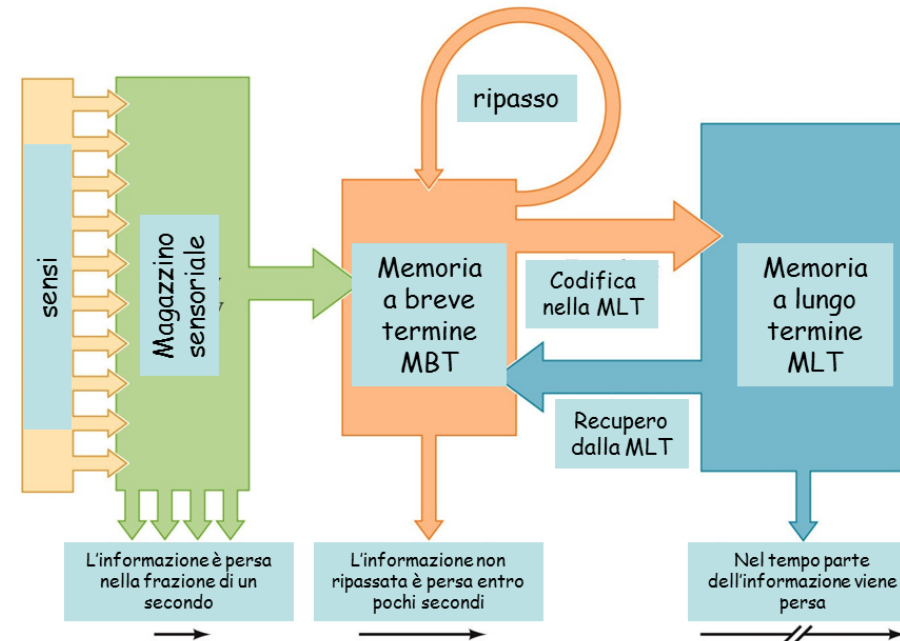 sensi
Magazzino
sensoriale
ripasso
Memoria
a breve
termine
MBT
Codifica
nella MLT
Recupero
dalla MLT
Memoria
a lungo
termine
MLT
L'informazione è persa
nella frazione di un
secondo
L'informazione non
ripassata è persa entro
pochi secondi
Nel tempo parte
dell'informazione viene
persa